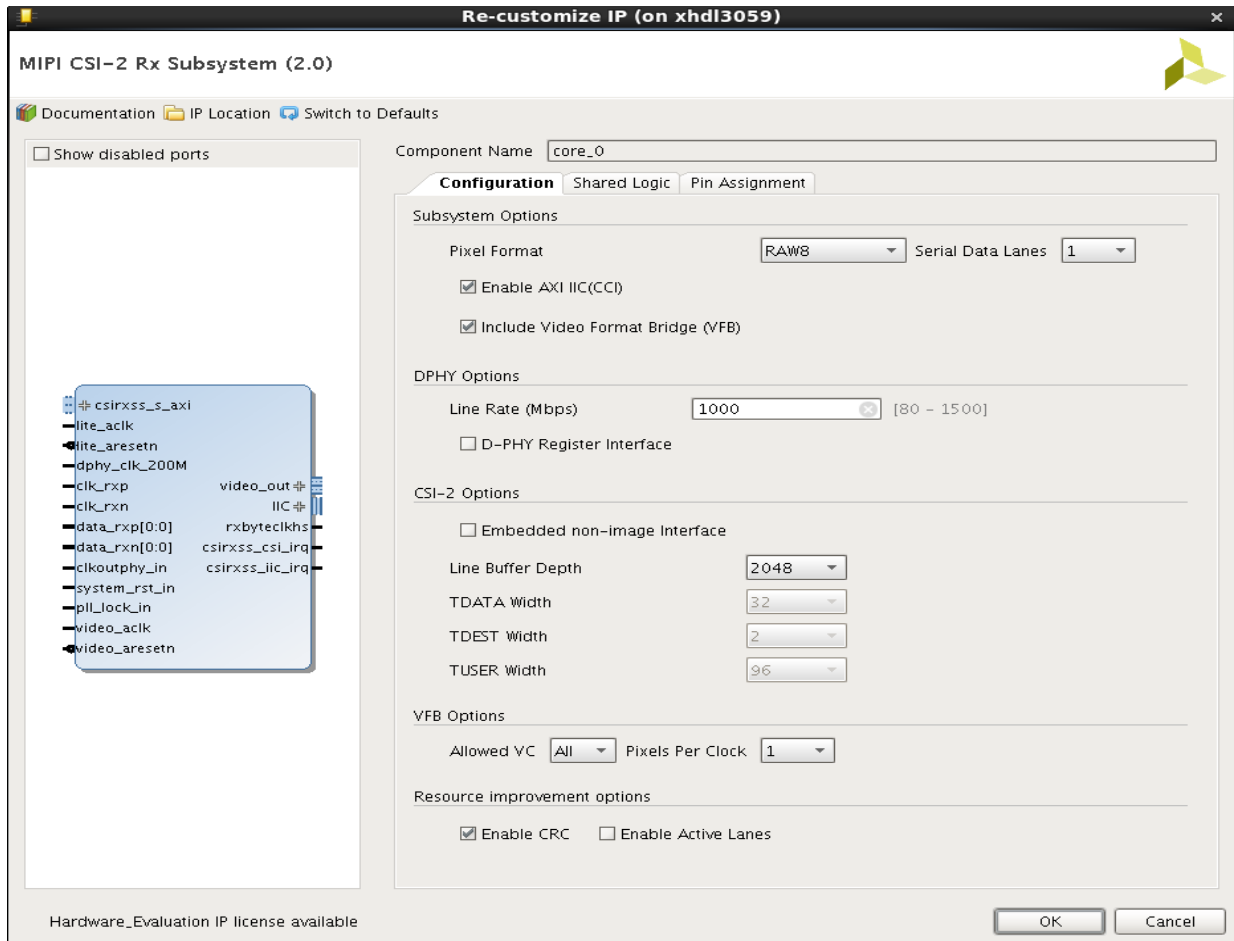 Re-customize IP (on xhdl3059)
MIPI CSI-2 Rx Subsystem (2.0)
Documentation IP Location Switch to Defaults
Show disabled ports
csirxss_s_axi
lite_aclk
lite_aresetn
dphy_clk_200M
clk_rxp
clk_rxn
data_rxp[0:0]
data_rxn[0:0]
clkoutphy_in
system_rst_in
pll_lock_in
video_aclk
video_aresetn
video_out
IIC
rxbyteclkhs
csirxss_csi_irq
csirxss_iic_irq
Component Name core_0
Configuration Shared Logic Pin Assignment
Subsystem Options
Pixel Format RAW8 Serial Data Lanes 1
Enable AXI IIC(CCI)
Include Video Format Bridge (VFB)
DPHY Options
Line Rate (Mbps) 1000 [80 - 1500]
D-PHY Register Interface
CSI-2 Options
Embedded non-image Interface
Line Buffer Depth 2048
TDATA Width 32
TDEST Width 2
TUSER Width 96
VFB Options
Allowed VC All Pixels Per Clock 1
Resource improvement options
Enable CRC Enable Active Lanes
Hardware_Evaluation IP license available
OK Cancel